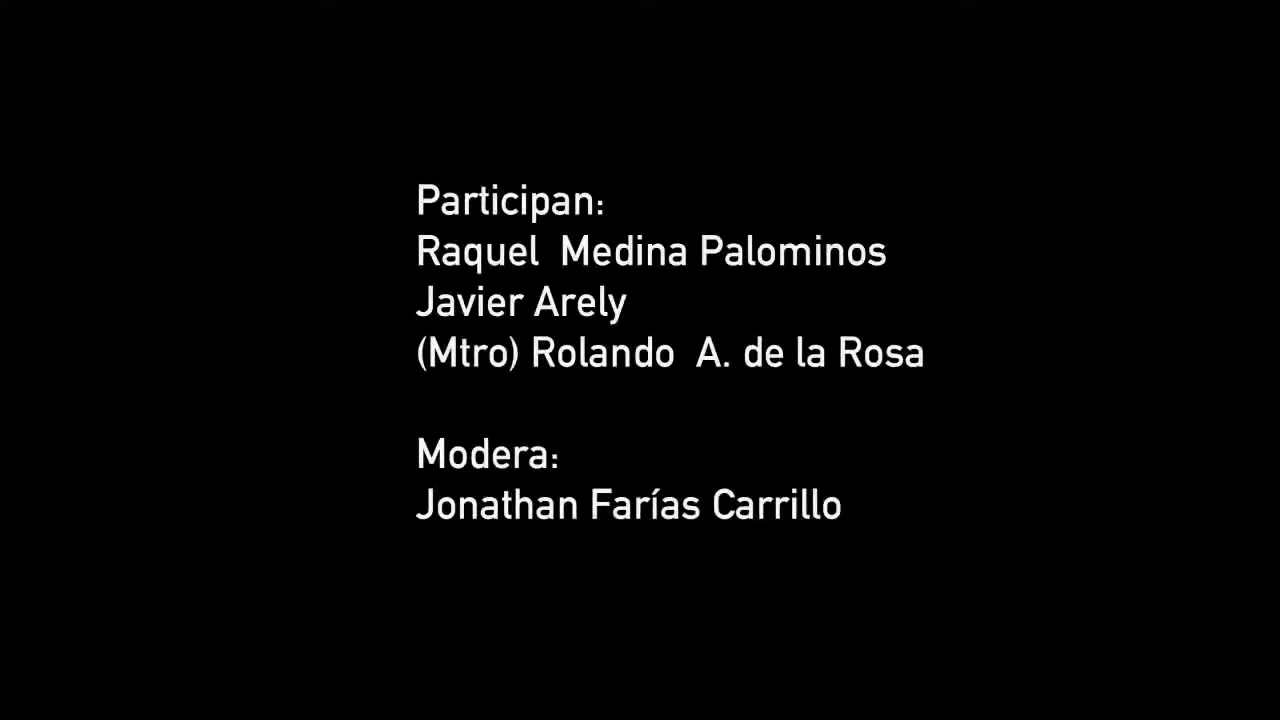 Participan:
Raquel  Medina Palominos
Javier Arely
(Mtro) Rolando  A. de la Rosa
Modera:
Jonathan Farías Carrillo